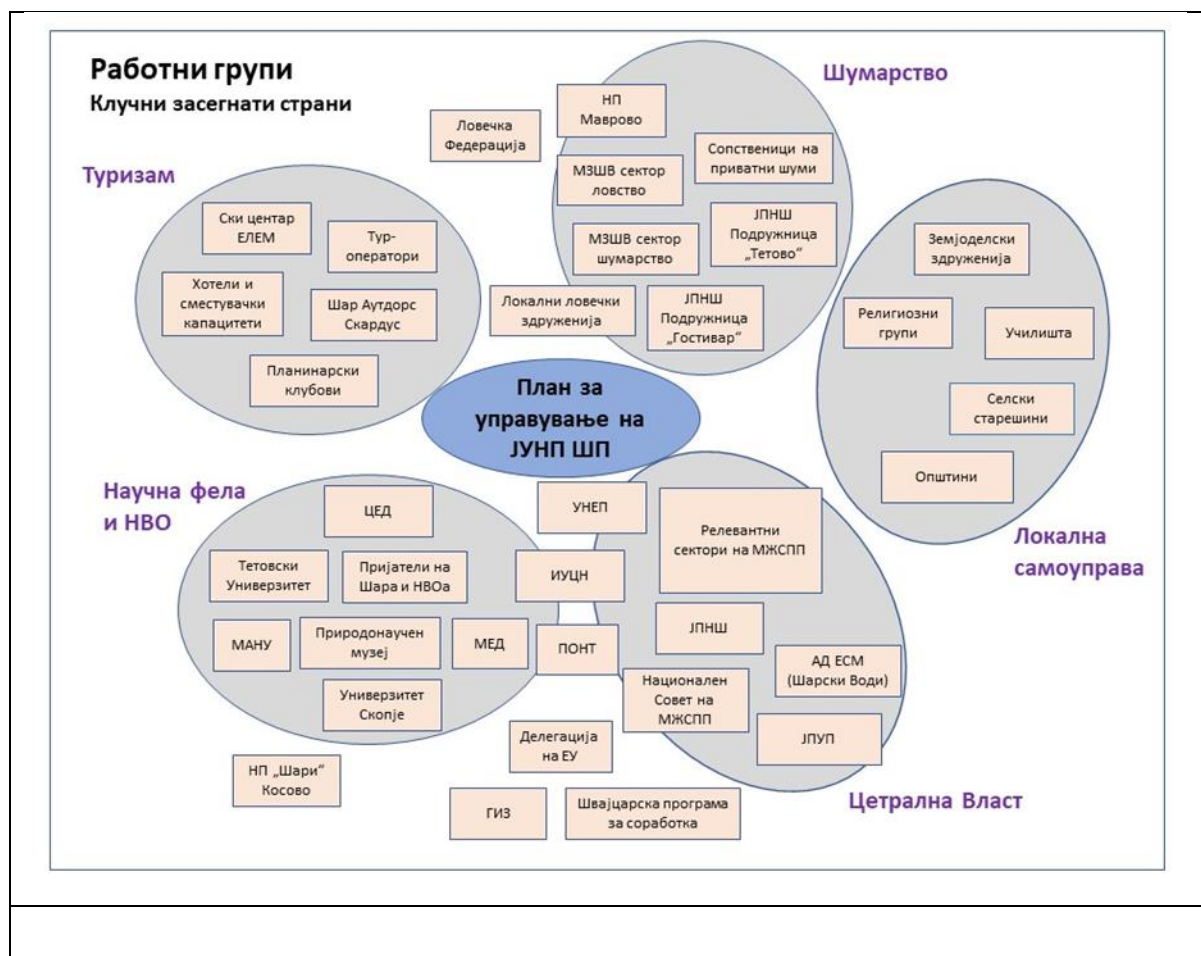 Работни групи
Клучни засегнати страни
Шумарство
НП
Маврово
Ловечка
Федерација
Сопственици на
приватни шуми
МЗШВ сектор
ловство
ЈПНШ
Подружница
„Тетово“
МЗШВ сектор
шумарство
Локални ловечки
здруженија
ЈПНШ
Подружница
„Гостивар“
Туризам
Ски центар
ЕЛЕМ
Тур-
оператори
Хотели и
сместувачки
капацитети
Шар Аутдорс
Скардус
Планинарски
клубови
Земјоделски
здруженија
Религиозни
групи
Училишта
Селски
старешини
Општини
Локална
самоуправа
План за
управување на
ЈУНП ШП
Научна фела
и НВО
ЦЕД
Тетовски
Универзитет
Пријатели на
Шара и НВОа
МАНУ
Природонаучен
музеј
МЕД
Универзитет
Скопје
УНЕП
ИУЦН
ПОНТ
Релевантни
сектори на МЖСПП
ЈПНШ
АД ЕСМ
(Шарски Води)
Национален
Совет на
МЖСПП
ЈПУП
Цетрална Власт
НП „Шари“
Косово
Делегација
на ЕУ
ГИЗ
Швајцарска програма
за соработка